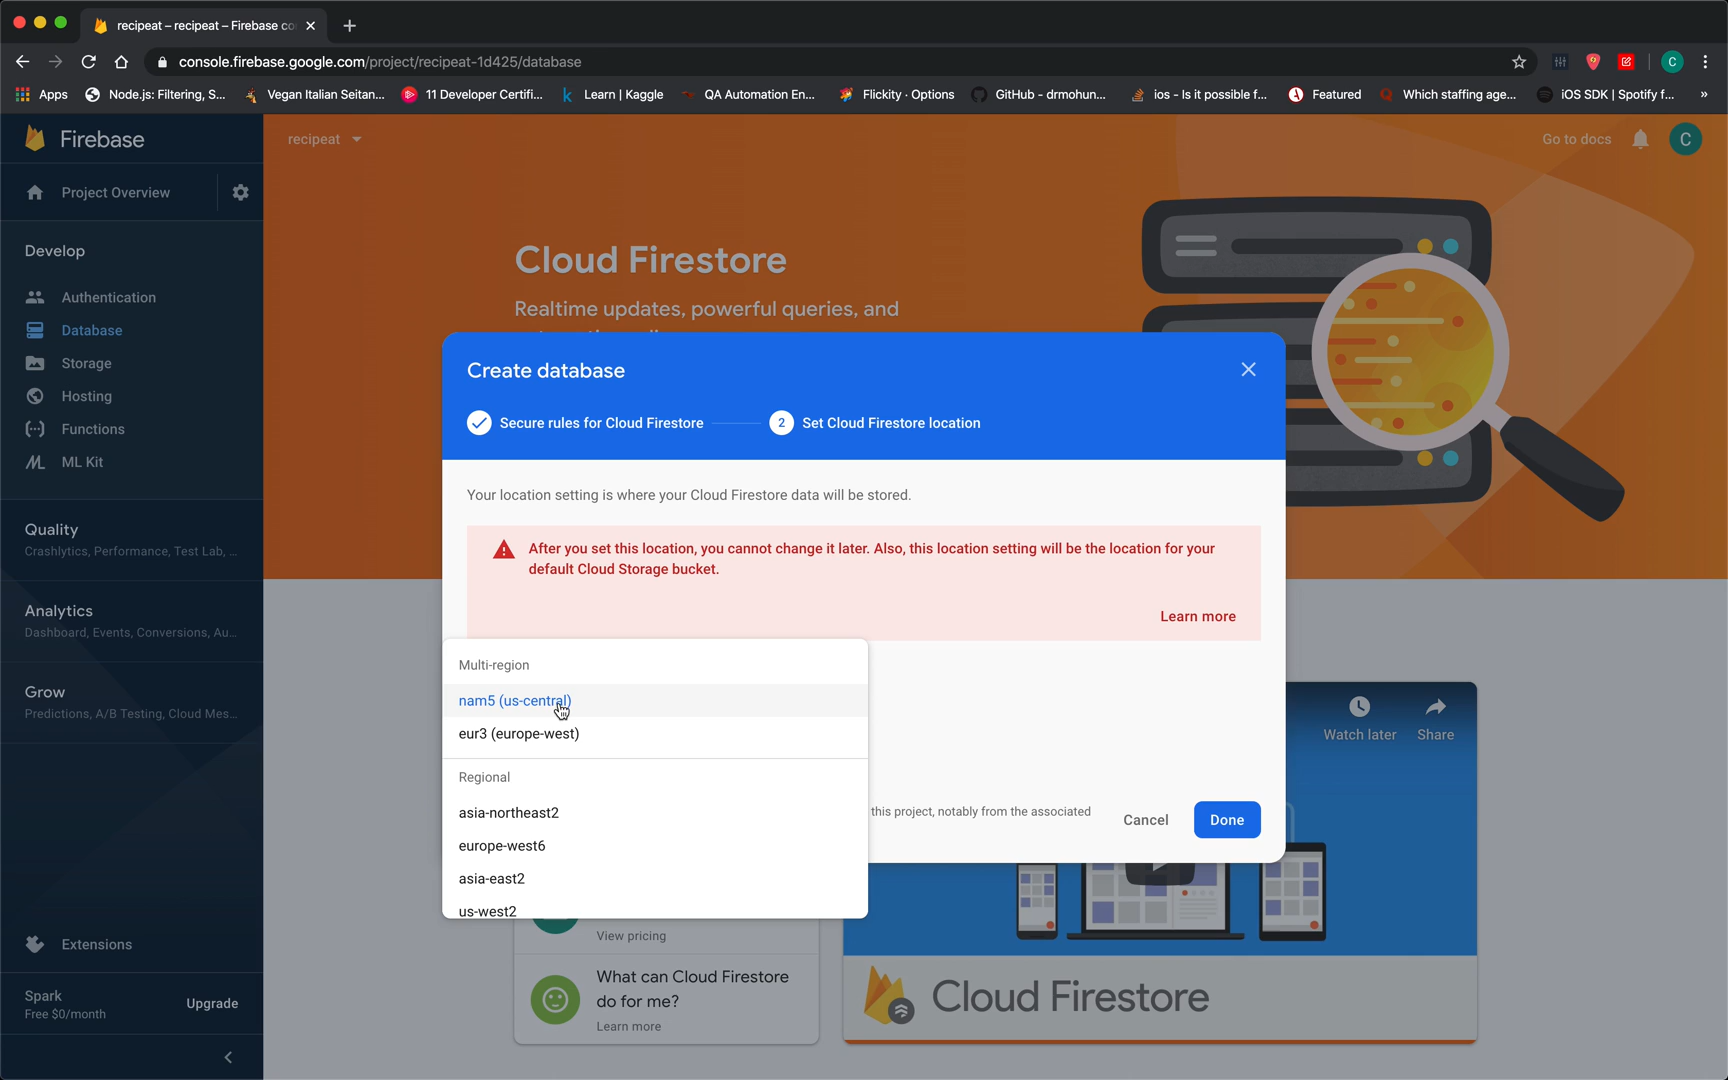 recipeat – recipeat – Firebase co
console.firebase.google.com/project/recipeat-1d425/database
C
Apps
Node.js: Filtering, S...
Vegan Italian Seitan...
11 Developer Certifi...
Learn | Kaggle
QA Automation En...
Flickity · Options
GitHub - drmohun...
ios - Is it possible f...
Featured
Which staffing age...
iOS SDK | Spotify f...
»
Firebase
recipeat
Go to docs
C
Project Overview
Develop
Authentication
Database
Storage
Hosting
Functions
ML Kit
Quality
Crashlytics, Performance, Test Lab, ...
Analytics
Dashboard, Events, Conversions, Au...
Grow
Predictions, A/B Testing, Cloud Mes...
Extensions
Spark
Free $0/month
Upgrade
Cloud Firestore
Realtime updates, powerful queries, and
Create database
Secure rules for Cloud Firestore
2
Set Cloud Firestore location
Your location setting is where your Cloud Firestore data will be stored.
After you set this location, you cannot change it later. Also, this location setting will be the location for your
default Cloud Storage bucket.
Learn more
Multi-region
nam5 (us-central)
eur3 (europe-west)
Regional
asia-northeast2
europe-west6
asia-east2
us-west2
this project, notably from the associated
Cancel
Done
Watch later
Share
View pricing
What can Cloud Firestore
do for me?
Learn more
Cloud Firestore